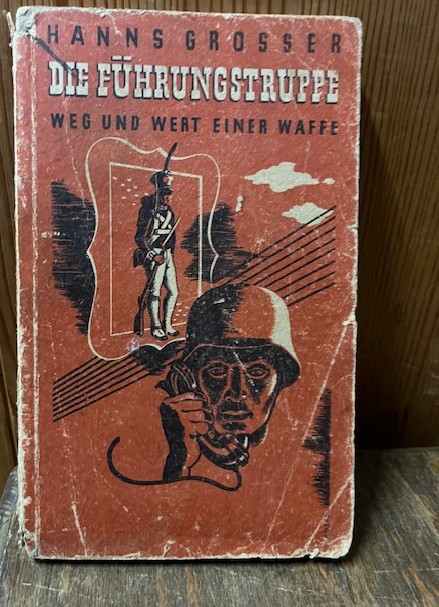 HANNS GROSSER
DIE FÜHRUNGSTRUPPE
WEG UND WERT EINER WAFFE